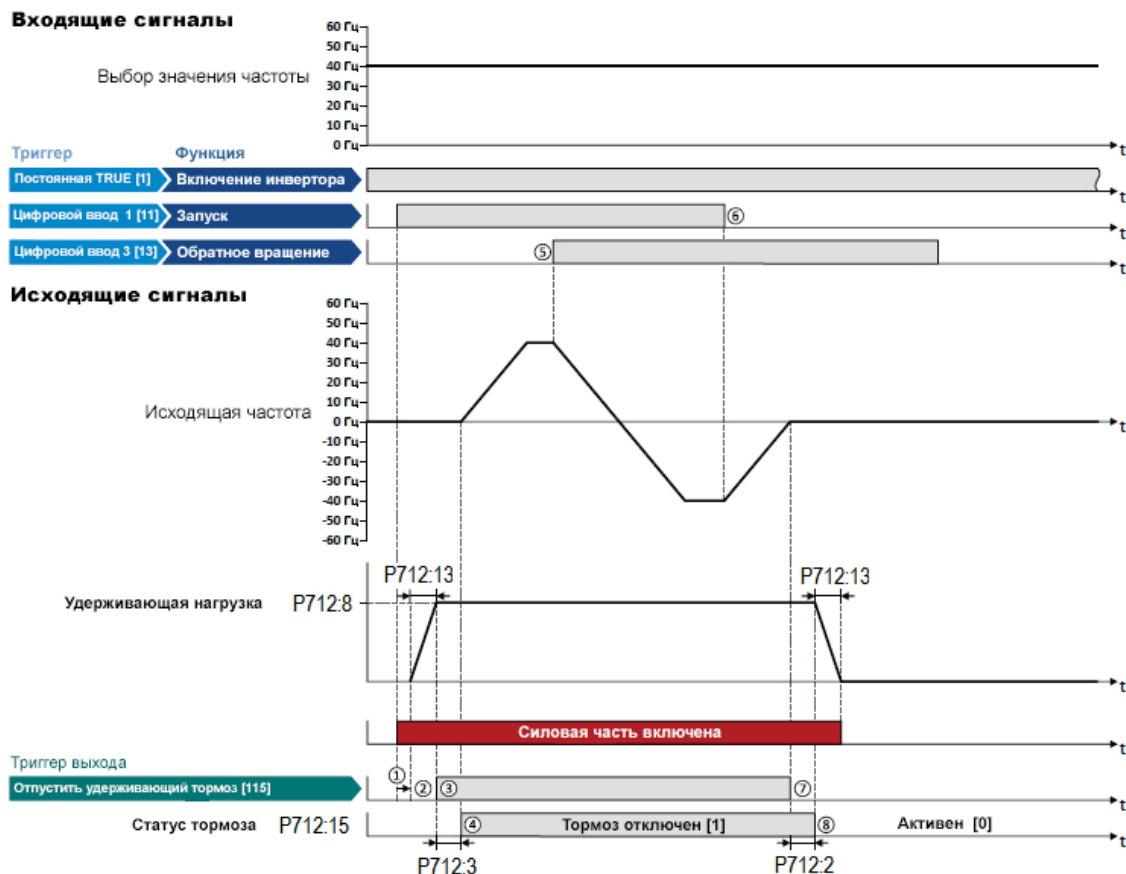 Входящие сигналы
Выбор значения частоты
60 Гц
50 Гц
40 Гц
30 Гц
20 Гц
10 Гц
0 Гц
t
Триггер Функция
Постоянная TRUE [1] Включение инвертора
t
Цифровой ввод 1 [11] Запуск ⑥
t
Цифровой ввод 3 [13] Обратное вращение ⑤
t
Исходящие сигналы
60 Гц
50 Гц
40 Гц
30 Гц
20 Гц
10 Гц
Исходящая частота
0 Гц
t
-10 Гц
-20 Гц
-30 Гц
-40 Гц
-50 Гц
-60 Гц
P712:13 P712:13
Удерживающая нагрузка P712:8
t
Силовая часть включена
t
Триггер выхода
Отпустить удерживающий тормоз [115] ① ② ③ ⑦
t
Статус тормоза P712:15 ④ Тормоз отключен [1] ⑧ Активен [0]
t
P712:3 P712:2